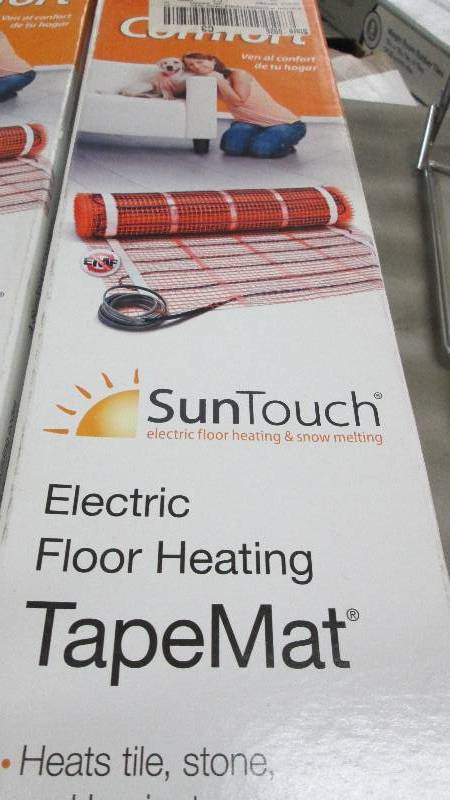 Comfort
Ven al confort
de tu hogar
EMF
SunTouch®
electric floor heating & snow melting
Electric
Floor Heating
TapeMat®
• Heats tile, stone,